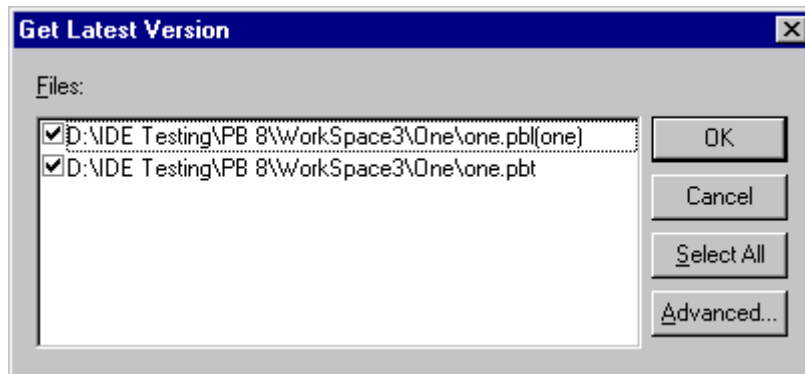 Get Latest Version
Files:
D:\IDE Testing\PB 8\WorkSpace3\One\one.pbl(one)
D:\IDE Testing\PB 8\WorkSpace3\One\one.pbt
OK
Cancel
Select All
Advanced...